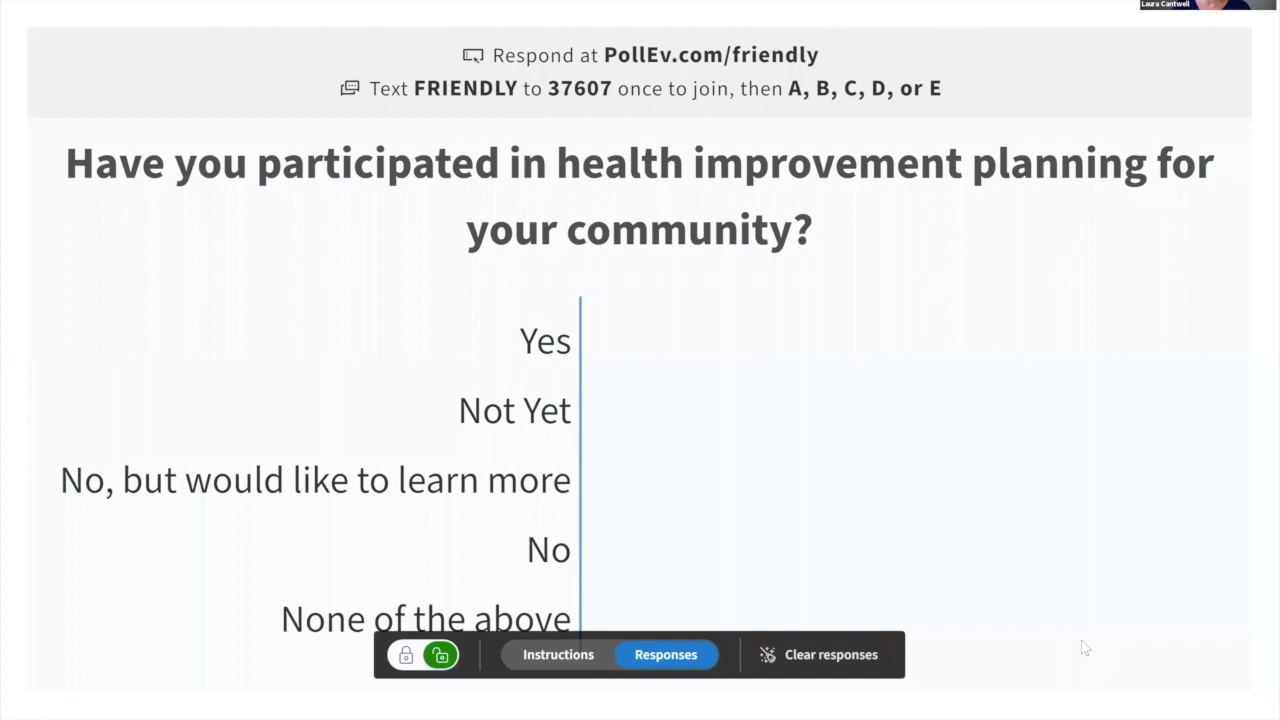 Laura Cantwell
Respond at PollEv.com/friendly
Text FRIENDLY to 37607 once to join, then A, B, C, D, or E
Have you participated in health improvement planning for
your community?
Yes
Not Yet
No, but would like to learn more
No
None of the above
Instructions
Responses
Clear responses